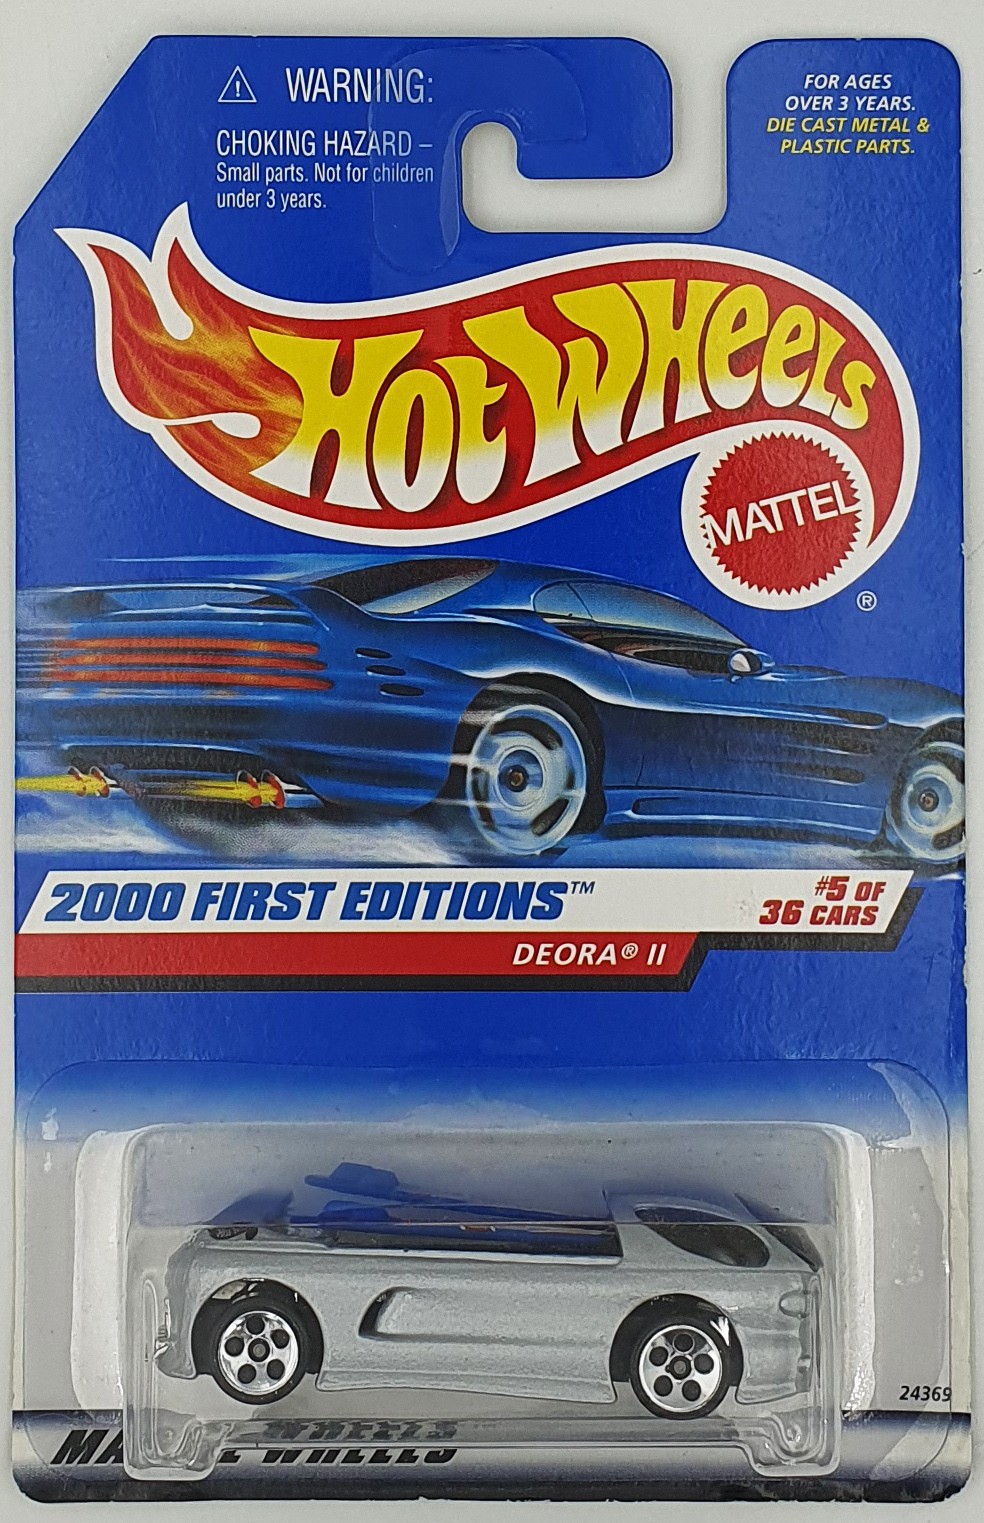 WARNING:
CHOKING HAZARD –
Small parts. Not for children
under 3 years.
FOR AGES
OVER 3 YEARS.
DIE CAST METAL &
PLASTIC PARTS.
HOT WHEELS
MATTEL
®
2000 FIRST EDITIONS™
#5 OF
36 CARS
DEORA® II
24369
WHEELS